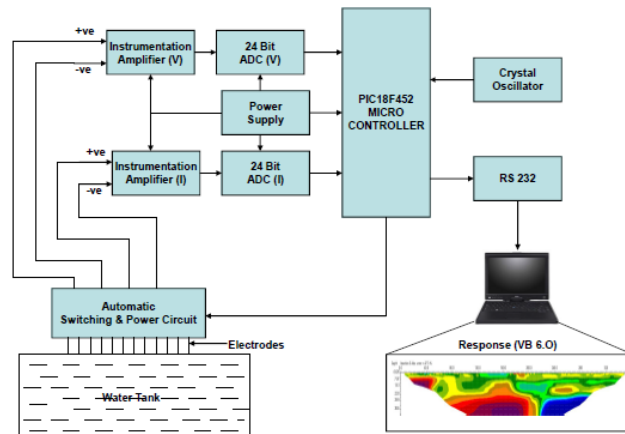 +ve
-ve
Instrumentation
Amplifier (V)
24 Bit
ADC (V)
Power
Supply
PIC18F452
MICRO
CONTROLLER
Crystal
Oscillator
+ve
-ve
Instrumentation
Amplifier (I)
24 Bit
ADC (I)
RS 232
Automatic
Switching & Power Circuit
Electrodes
Water Tank
Response (VB 6.O)